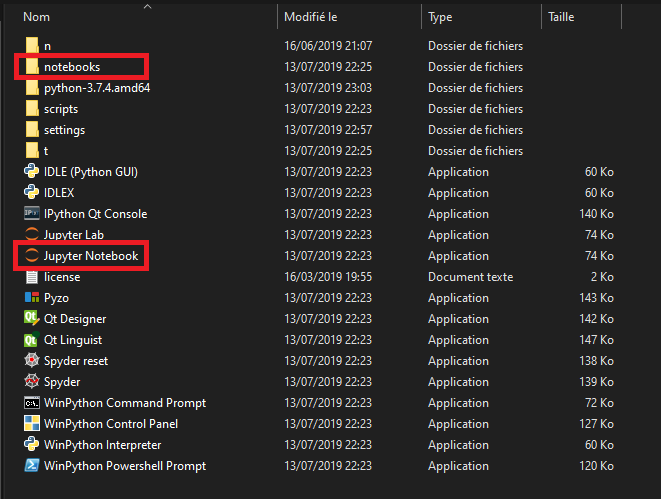 Nom Modifié le Type Taille
n 16/06/2019 21:07 Dossier de fichiers
notebooks 13/07/2019 22:25 Dossier de fichiers
python-3.7.4.amd64 13/07/2019 23:03 Dossier de fichiers
scripts 13/07/2019 22:23 Dossier de fichiers
settings 13/07/2019 22:57 Dossier de fichiers
t 13/07/2019 22:25 Dossier de fichiers
IDLE (Python GUI) 13/07/2019 22:23 Application 60 Ko
IDLEX 13/07/2019 22:23 Application 60 Ko
IPython Qt Console 13/07/2019 22:23 Application 140 Ko
Jupyter Lab 13/07/2019 22:23 Application 74 Ko
Jupyter Notebook 13/07/2019 22:23 Application 74 Ko
license 16/03/2019 19:55 Document texte 2 Ko
Pyzo 13/07/2019 22:23 Application 143 Ko
Qt Designer 13/07/2019 22:23 Application 142 Ko
Qt Linguist 13/07/2019 22:23 Application 147 Ko
Spyder reset 13/07/2019 22:23 Application 138 Ko
Spyder 13/07/2019 22:23 Application 139 Ko
WinPython Command Prompt 13/07/2019 22:23 Application 72 Ko
WinPython Control Panel 13/07/2019 22:23 Application 127 Ko
WinPython Interpreter 13/07/2019 22:23 Application 60 Ko
WinPython Powershell Prompt 13/07/2019 22:23 Application 120 Ko